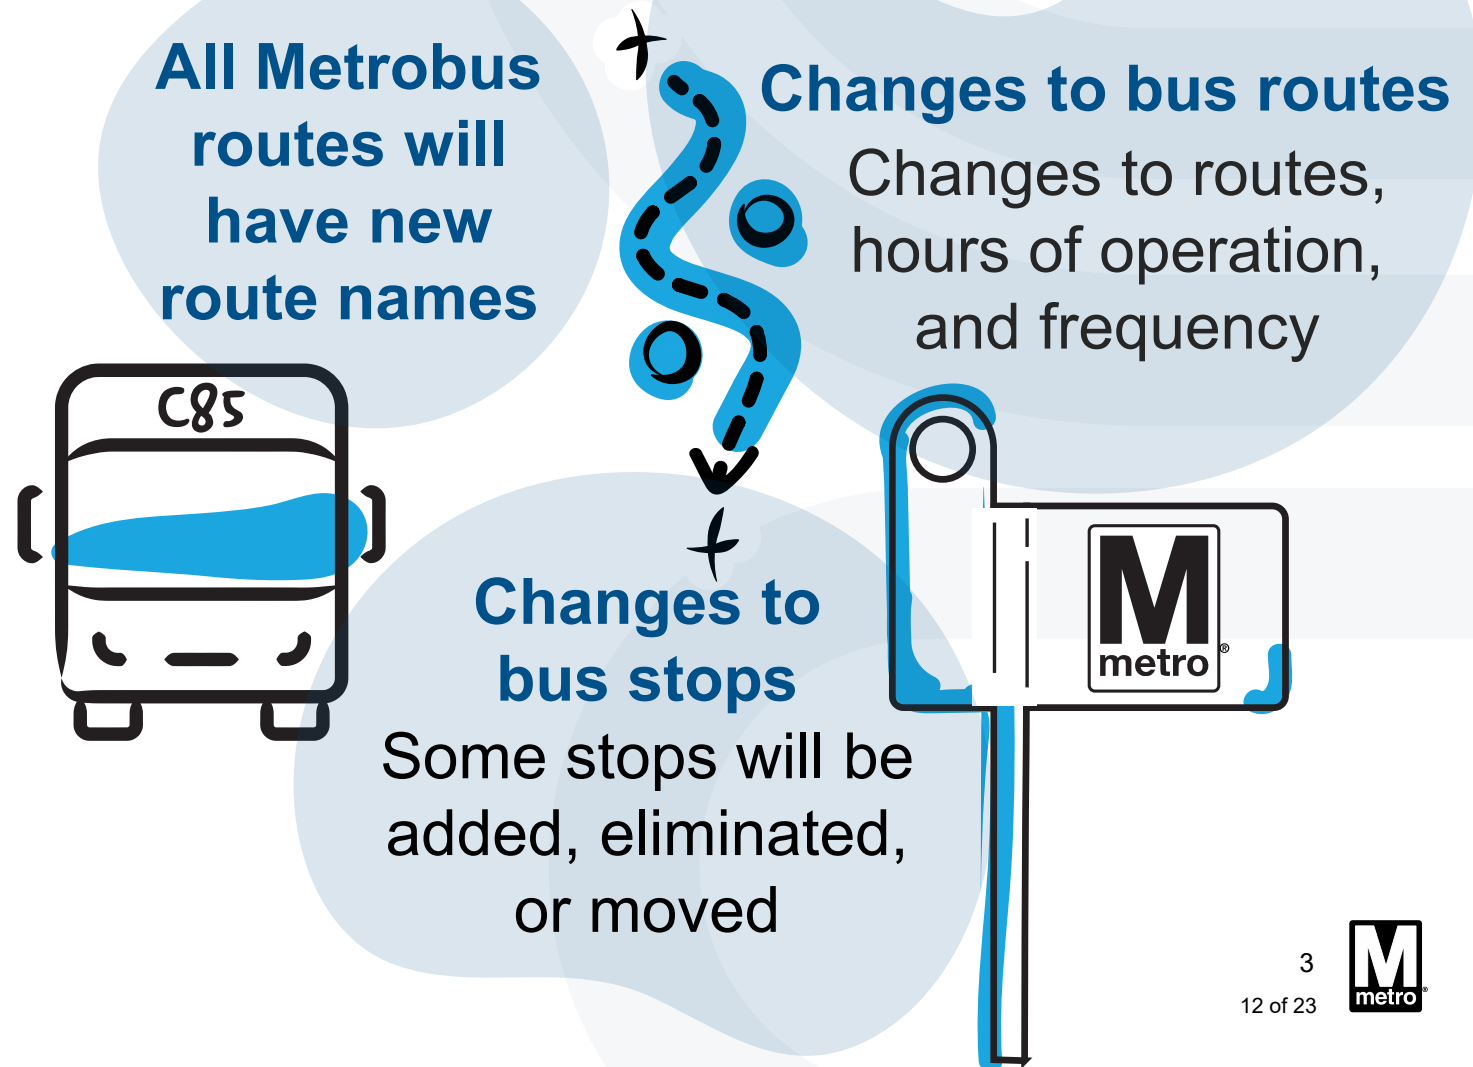 All Metrobus
routes will
have new
route names
Changes to bus routes
Changes to routes,
hours of operation,
and frequency
C85
Changes to
bus stops
Some stops will be
added, eliminated,
or moved
M
metro®
3
12 of 23
M
metro®